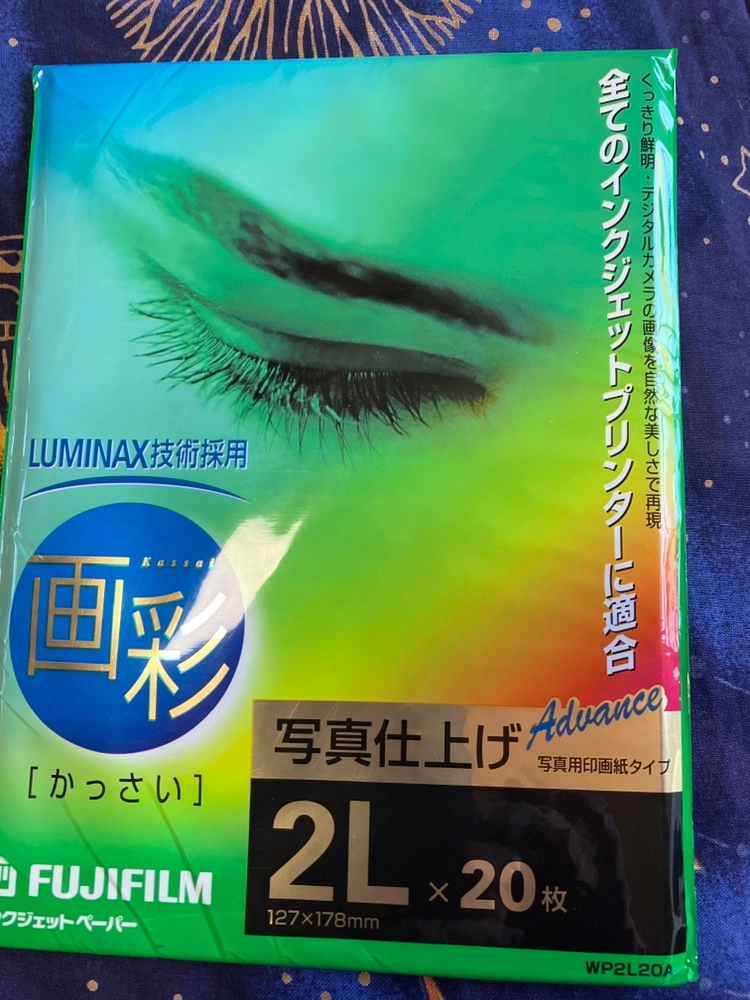 くっきり鮮明・デジタルカメラの画像を自然な美しさで再現
全てのインクジェットプリンターに適合
LUMINAX技術採用
Kassai
画彩
[かっさい]
写真仕上げ Advance
写真用印画紙タイプ
2L × 20枚
127×178mm
FUJIFILM
クジェットペーパー
WP2L20A